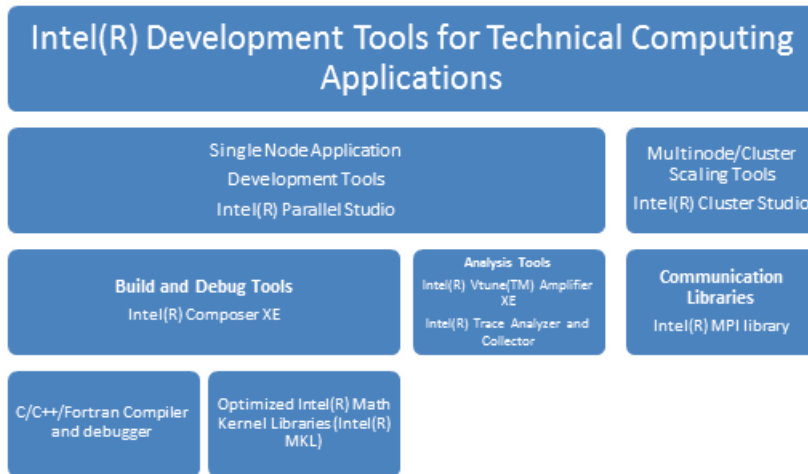 Intel(R) Development Tools for Technical Computing
Applications
Single Node Application
Development Tools
Intel(R) Parallel Studio
Multinode/Cluster
Scaling Tools
Intel(R) Cluster Studio
Build and Debug Tools
Intel(R) Composer XE
Analysis Tools
Intel(R) Vtune(TM) Amplifier
XE
Intel(R) Trace Analyzer and
Collector
Communication
Libraries
Intel(R) MPI library
C/C++/Fortran Compiler
and debugger
Optimized Intel(R) Math
Kernel Libraries (Intel(R)
MKL)